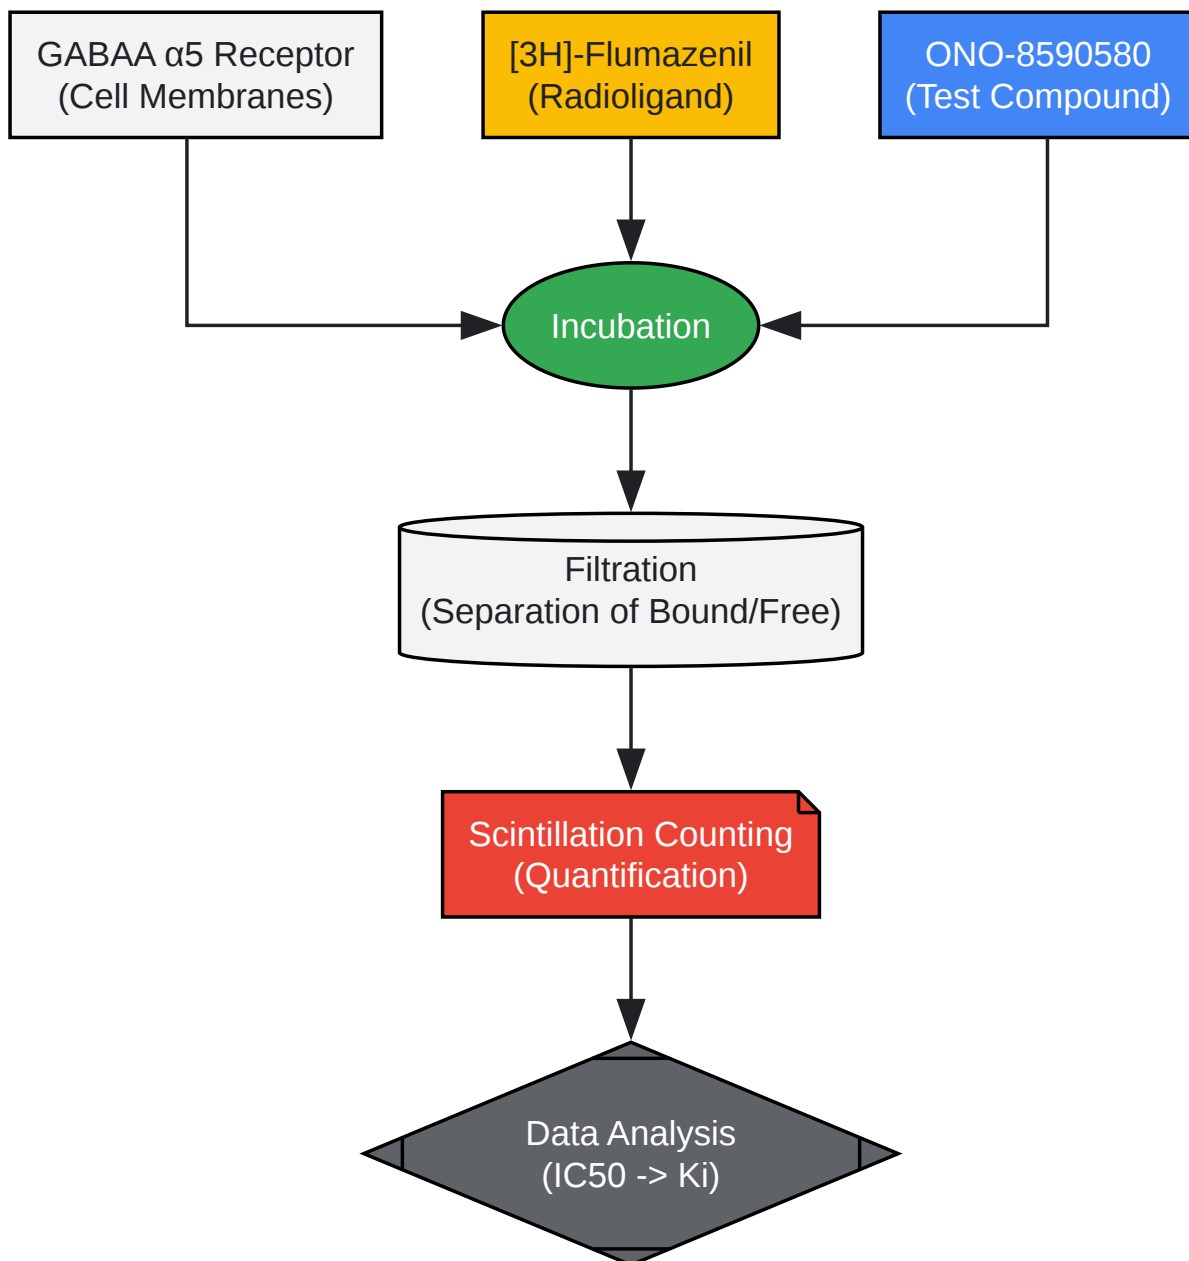 GABAA α5 Receptor
(Cell Membranes)
[3H]-Flumazenil
(Radioligand)
ONO-8590580
(Test Compound)
Incubation
Filtration
(Separation of Bound/Free)
Scintillation Counting
(Quantification)
Data Analysis
(IC50 -> Ki)